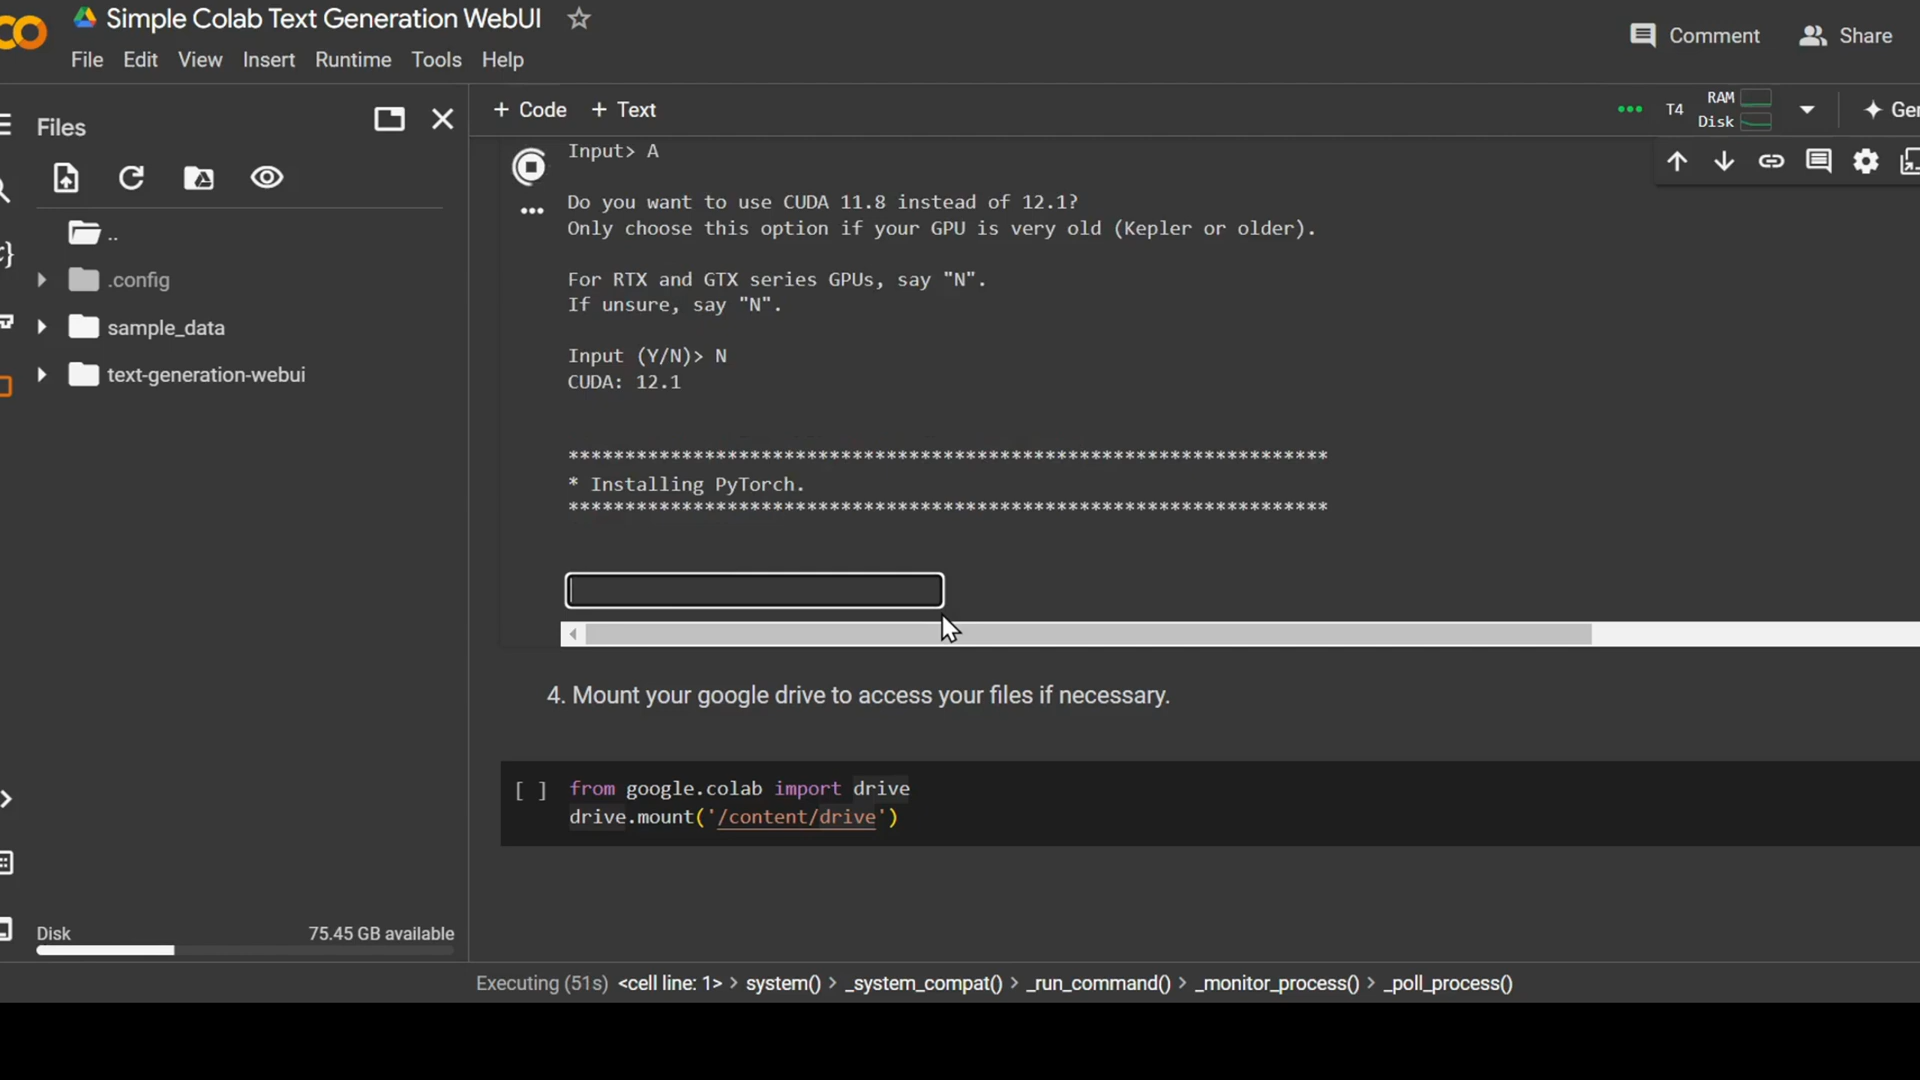 Simple Colab Text Generation WebUI
File Edit View Insert Runtime Tools Help
Comment
Share
Files
+ Code + Text
T4
RAM
Disk
..
.config
sample_data
text-generation-webui
Disk
75.45 GB available
Input> A
Do you want to use CUDA 11.8 instead of 12.1?
Only choose this option if your GPU is very old (Kepler or older).
For RTX and GTX series GPUs, say "N".
If unsure, say "N".
Input (Y/N)> N
CUDA: 12.1
*******************************************************************
* Installing PyTorch.
*******************************************************************
4. Mount your google drive to access your files if necessary.
[ ] from google.colab import drive
drive.mount('/content/drive')
Executing (51s) <cell line: 1> > system() > _system_compat() > _run_command() > _monitor_process() > _poll_process()